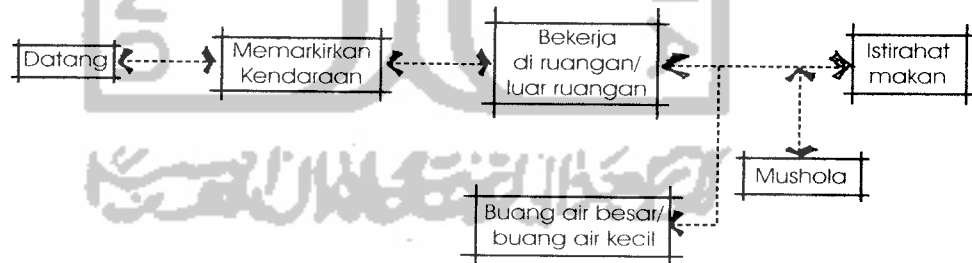 Datang
Memarkirkan
Kendaraan
Bekerja
di ruangan/
luar ruangan
Istirahat
makan
Mushola
Buang air besar/
buang air kecil